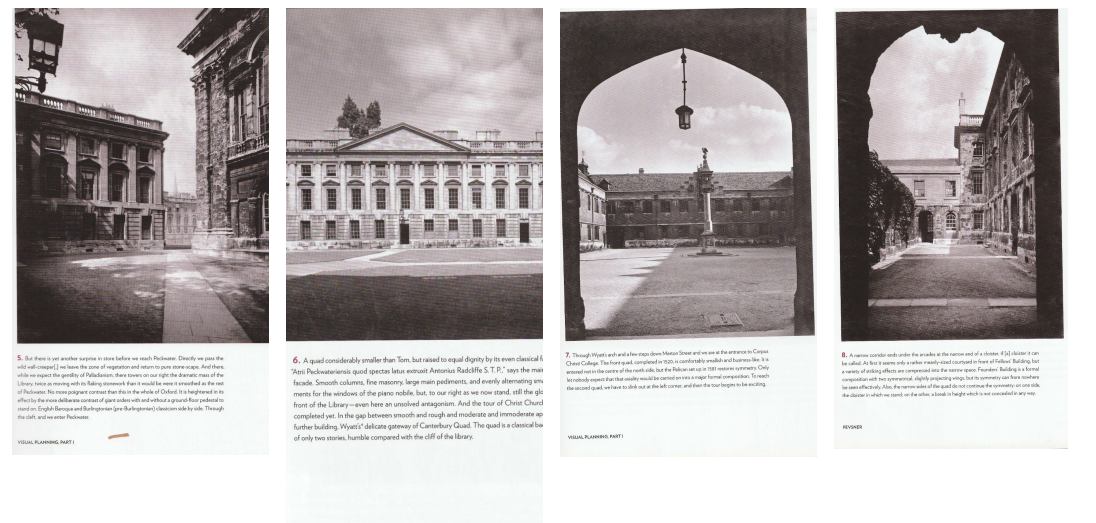 5. But there is yet another surprise in store before we reach Peckwater. Directly we pass the
wild wall-creeper[,] we leave the zone of vegetation and return to pure stone-scape. And there,
while we expect the gentility of Palladianism, there towers on our right the dramatic mass of the
Library, twice as moving with its flaking stonework than it would be were it smoothed as the rest
of Peckwater. No more poignant contrast than this in the whole of Oxford. It is heightened in its
effect by the more deliberate contrast of giant orders with and without a ground-floor pedestal to
stand on. English Baroque and Burlingtonian (pre-Burlingtonian) classicism side by side. Through
the cleft, and we enter Peckwater.
VISUAL PLANNING, PART I
6. A quad considerably smaller than Tom, but raised to equal dignity by its even classical f
"Atrii Peckwateriensis quod spectas latus extruxit Antonius Radcliffe S. T. P.," says the mai
facade. Smooth columns, fine masonry, large main pediments, and evenly alternating sm
ments for the windows of the piano nobile, but, to our right as we now stand, still the glo
front of the Library—even here an unsolved antagonism. And the tour of Christ Church
completed yet. In the gap between smooth and rough and moderate and immoderate ap
further building, Wyatt's" delicate gateway of Canterbury Quad. The quad is a classical ba
of only two stories, humble compared with the cliff of the library.
7. Through Wyatt's arch and a few steps down Merton Street and we are at the entrance to Corpus
Christi College. The front quad, completed in 1520, is comfortably smallish and business-like. It is
entered not in the centre of the north side, but the Pelican set up in 1581 restores symmetry. Only
let nobody expect that that axiality would be carried on into a major formal composition. To reach
the second quad, we have to slink out at the left corner, and then the tour begins to be exciting.
VISUAL PLANNING, PART I
8. A narrow corridor ends under the arcades at the narrow end of a cloister, if [a] cloister it can
be called. At first it seems only a rather meanly-sized courtyard in front of Fellows' Building, but
a variety of striking effects are compressed into the narrow space. Founders' Building is a formal
composition with two symmetrical, slightly projecting wings, but its symmetry can from nowhere
be seen effectively. Also, the narrow sides of the quad do not continue the symmetry: on one side,
the cloister in which we stand; on the other, a break in height which is not concealed in any way.
PEVSNER